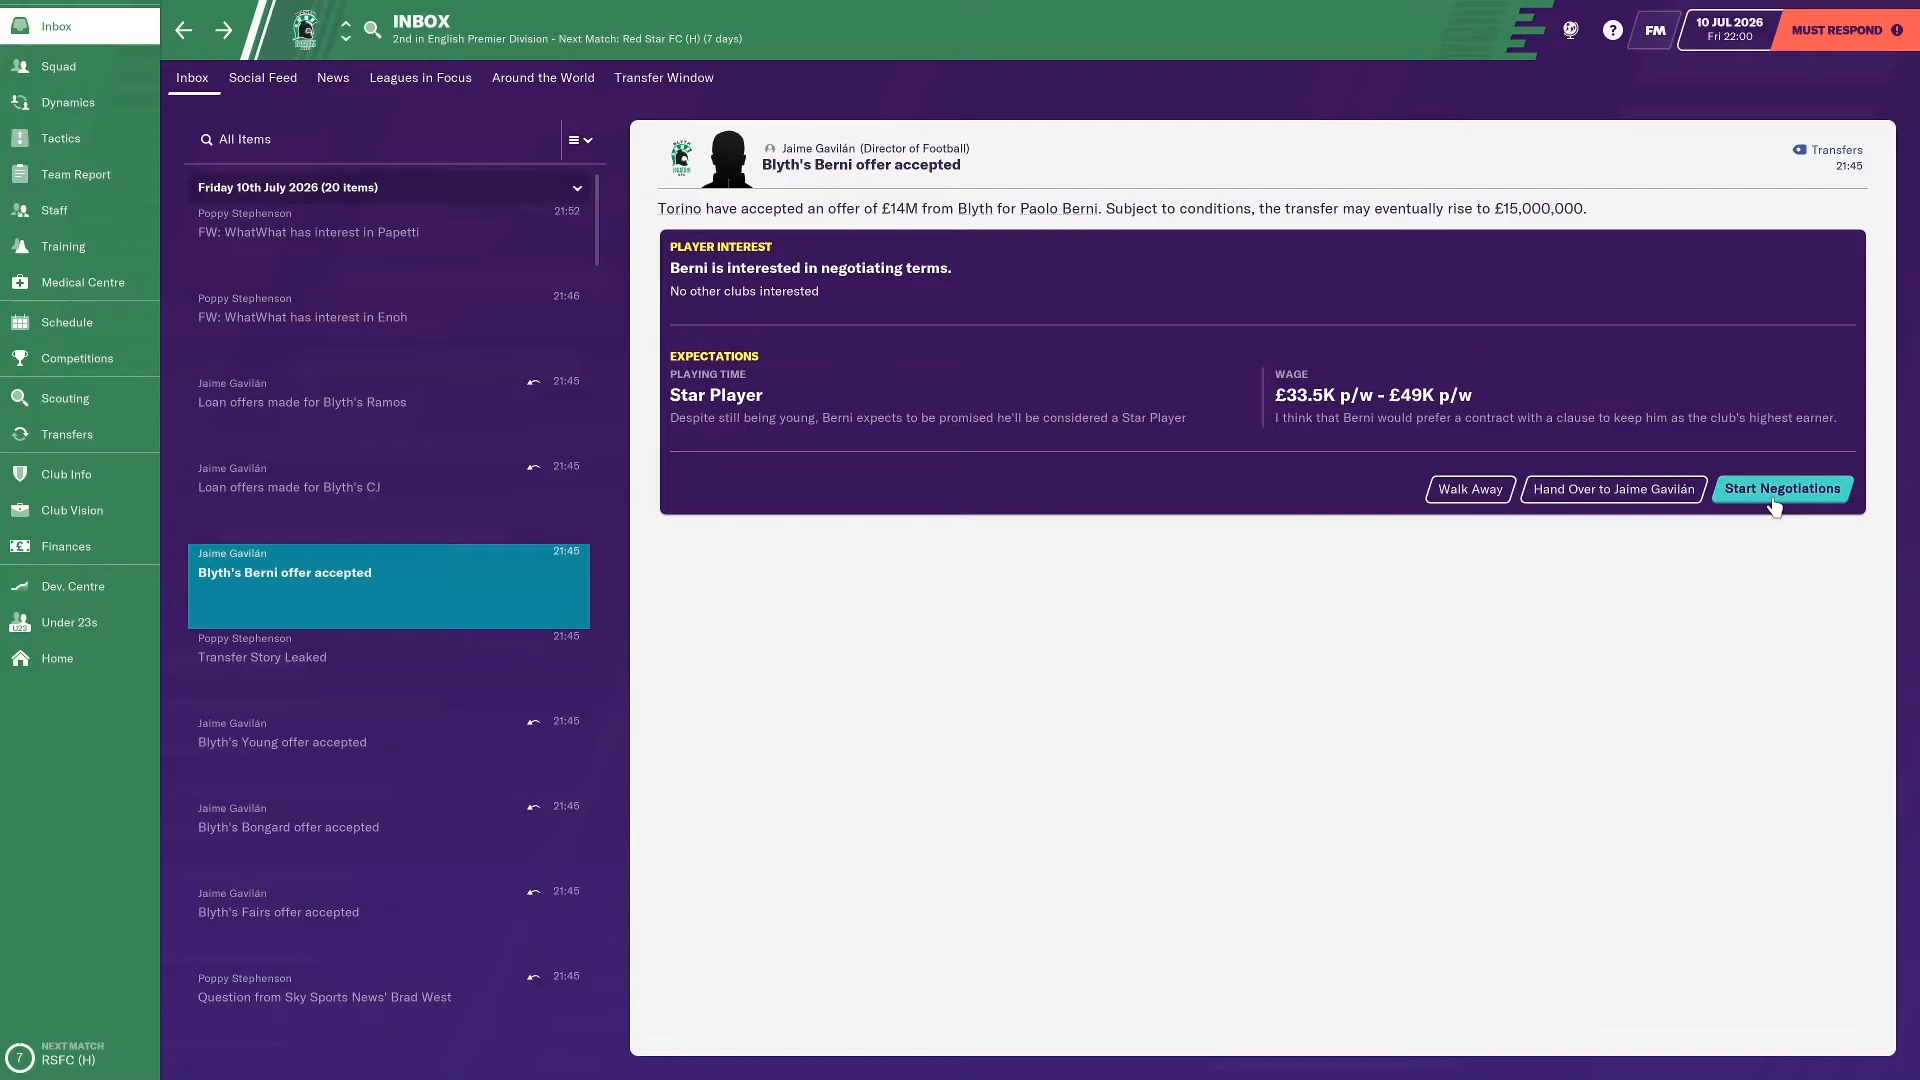 Inbox
Squad
Dynamics
Tactics
Team Report
Staff
Training
Medical Centre
Schedule
Competitions
Scouting
Transfers
Club Info
Club Vision
Finances
Dev. Centre
U23
Under 23s
Home
7
NEXT MATCH
RSFC (H)
INBOX
2nd in English Premier Division - Next Match: Red Star FC (H) (7 days)
?
FM
10 JUL 2026
Fri 22:00
MUST RESPOND
Inbox
Social Feed
News
Leagues in Focus
Around the World
Transfer Window
All Items
Friday 10th July 2026 (20 items)
Poppy Stephenson 21:52
FW: WhatWhat has interest in Papetti
Poppy Stephenson 21:46
FW: WhatWhat has interest in Enoh
Jaime Gavilán 21:45
Loan offers made for Blyth's Ramos
Jaime Gavilán 21:45
Loan offers made for Blyth's CJ
Jaime Gavilán 21:45
Blyth's Berni offer accepted
Poppy Stephenson 21:45
Transfer Story Leaked
Jaime Gavilán 21:45
Blyth's Young offer accepted
Jaime Gavilán 21:45
Blyth's Bongard offer accepted
Jaime Gavilán 21:45
Blyth's Fairs offer accepted
Poppy Stephenson 21:45
Question from Sky Sports News' Brad West
Jaime Gavilán (Director of Football)
Blyth's Berni offer accepted
Transfers
21:45
Torino have accepted an offer of £14M from Blyth for Paolo Berni. Subject to conditions, the transfer may eventually rise to £15,000,000.
PLAYER INTEREST
Berni is interested in negotiating terms.
No other clubs interested
EXPECTATIONS
PLAYING TIME
Star Player
Despite still being young, Berni expects to be promised he'll be considered a Star Player
WAGE
£33.5K p/w - £49K p/w
I think that Berni would prefer a contract with a clause to keep him as the club's highest earner.
Walk Away
Hand Over to Jaime Gavilán
Start Negotiations